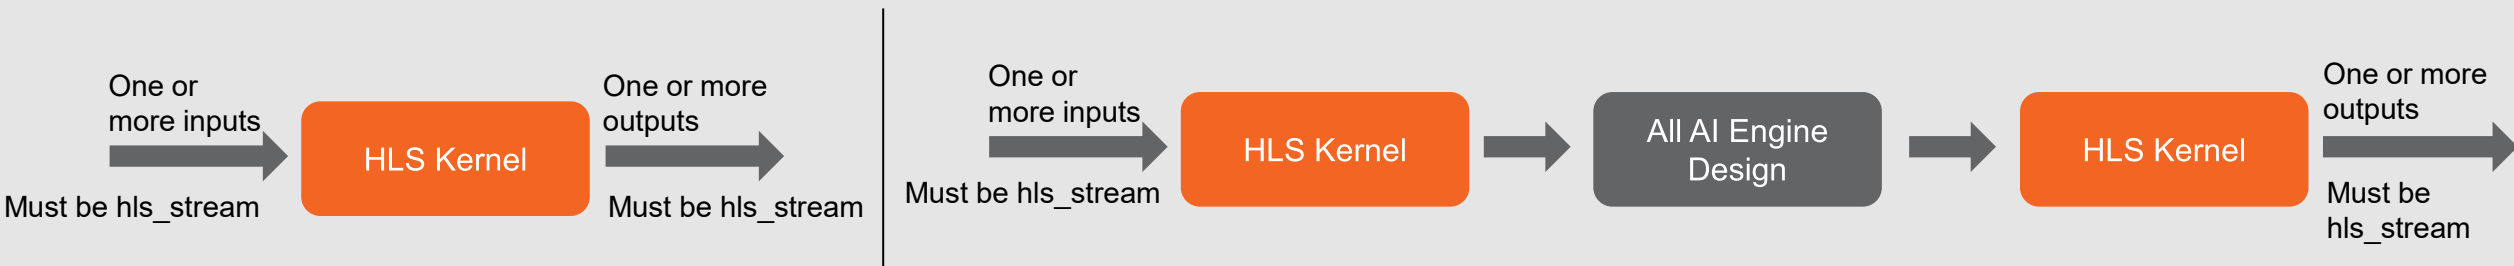 One or
more inputs
Must be hls_stream
HLS Kernel
One or more
outputs
Must be hls_stream
One or
more inputs
Must be hls_stream
HLS Kernel
All AI Engine
Design
HLS Kernel
One or more
outputs
Must be
hls_stream